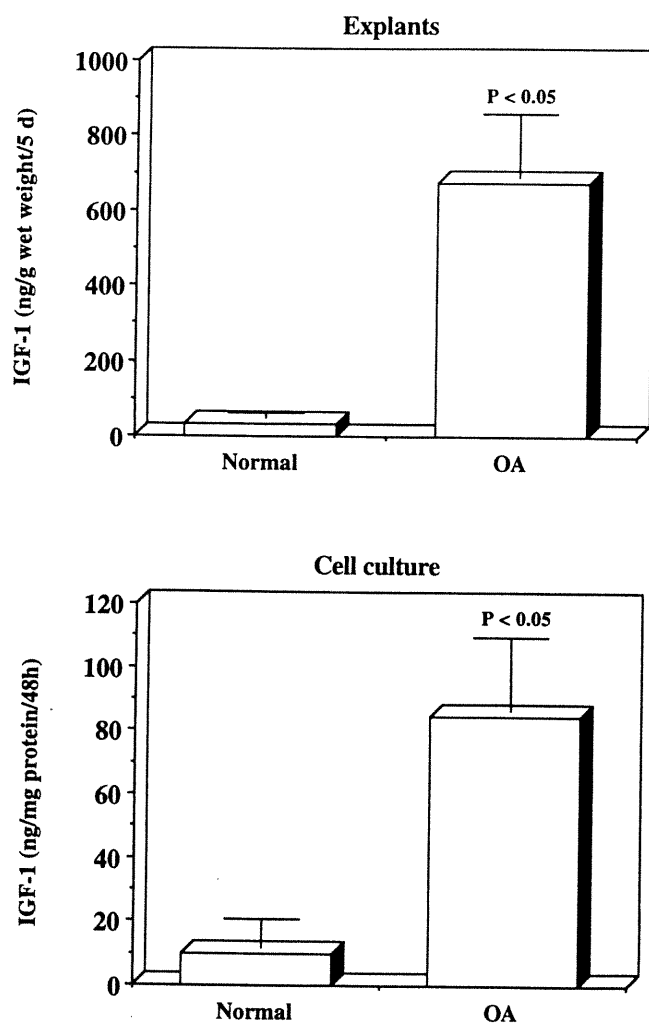 Explants
IGF-1 (ng/g wet weight/5 d)
1000
800
600
400
200
0
P < 0.05
Normal
OA
Cell culture
IGF-1 (ng/mg protein/48h)
120
100
80
60
40
20
0
P < 0.05
Normal
OA